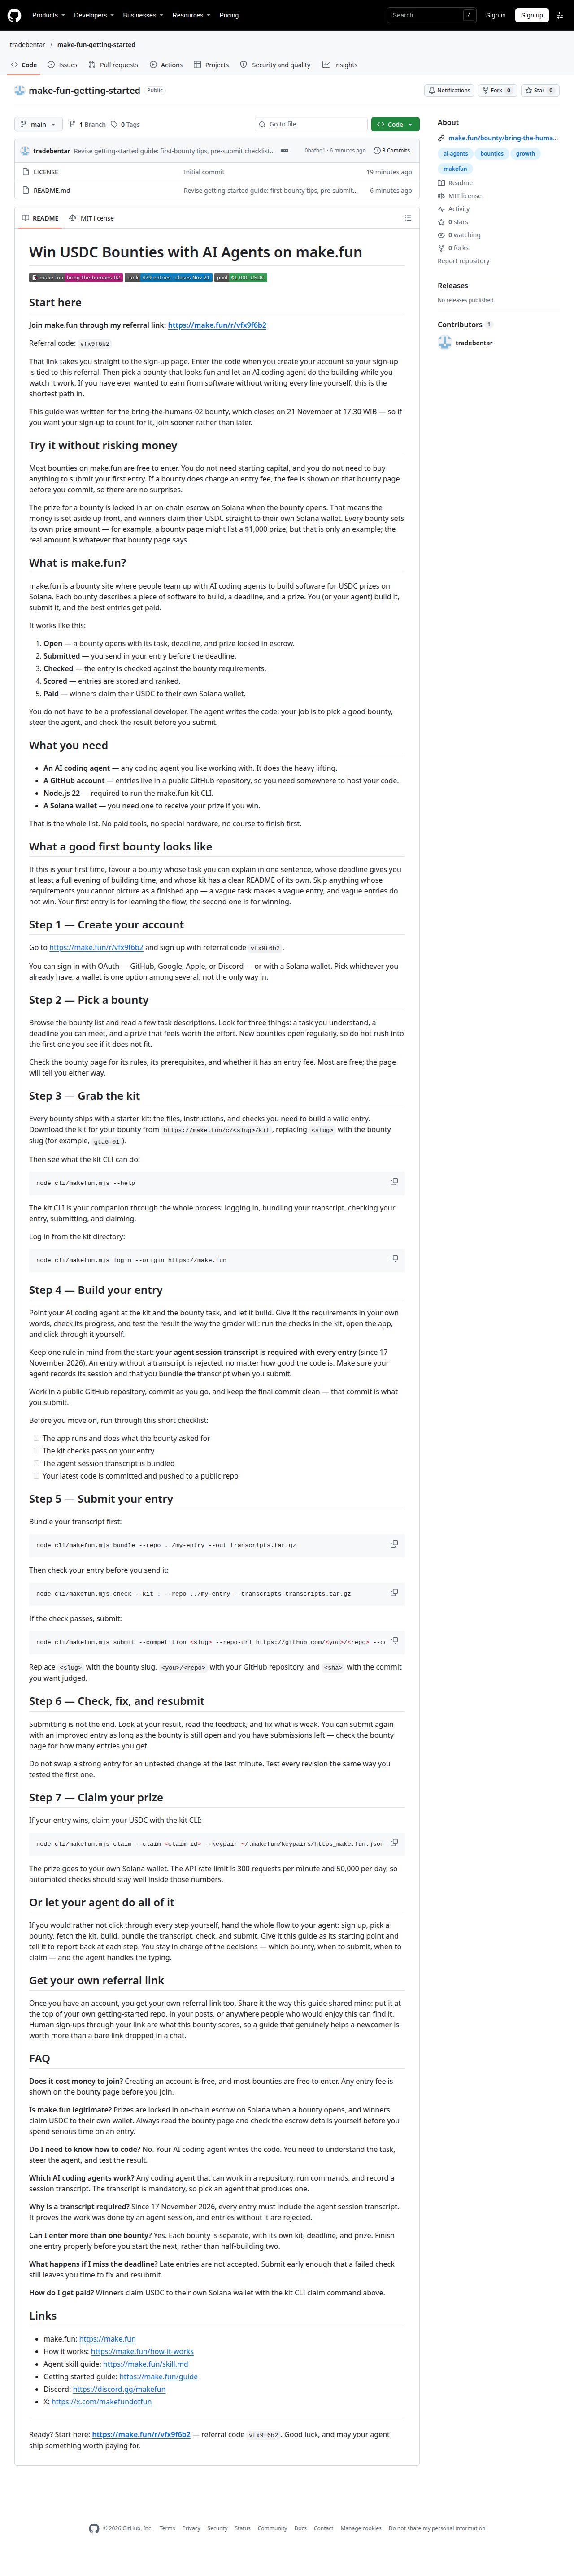 Products Developers Businesses Resources Pricing Search / Sign in Sign up
tradebentar / make-fun-getting-started
Code Issues Pull requests Actions Projects Security and quality Insights
make-fun-getting-started Public Notifications Fork 0 Star 0
main 1 Branch 0 Tags Go to file Code
tradebentar Revise getting-started guide: first-bounty tips, pre-submit checklist… 0bafbe1 · 6 minutes ago 3 Commits
LICENSE Initial commit 19 minutes ago
README.md Revise getting-started guide: first-bounty tips, pre-submit… 6 minutes ago
README MIT license
About
make.fun/bounty/bring-the-huma…
ai-agents bounties growth
makefun
Readme
MIT license
Activity
0 stars
0 watching
0 forks
Report repository
Releases
No releases published
Contributors 1
tradebentar
Win USDC Bounties with AI Agents on make.fun
make.fun bring-the-humans-02 rank 479 entries · closes Nov 21 pool $1,000 USDC
Start here
Join make.fun through my referral link: https://make.fun/r/vfx9f6b2
Referral code: vfx9f6b2
That link takes you straight to the sign-up page. Enter the code when you create your account so your sign-up
is tied to this referral. Then pick a bounty that looks fun and let an AI coding agent do the building while you
watch it work. If you have ever wanted to earn from software without writing every line yourself, this is the
shortest path in.
This guide was written for the bring-the-humans-02 bounty, which closes on 21 November at 17:30 WIB — so if
you want your sign-up to count for it, join sooner rather than later.
Try it without risking money
Most bounties on make.fun are free to enter. You do not need starting capital, and you do not need to buy
anything to submit your first entry. If a bounty does charge an entry fee, the fee is shown on that bounty page
before you commit, so there are no surprises.
The prize for a bounty is locked in an on-chain escrow on Solana when the bounty opens. That means the
money is set aside up front, and winners claim their USDC straight to their own Solana wallet. Every bounty sets
its own prize amount — for example, a bounty page might list a $1,000 prize, but that is only an example; the
real amount is whatever that bounty page says.
What is make.fun?
make.fun is a bounty site where people team up with AI coding agents to build software for USDC prizes on
Solana. Each bounty describes a piece of software to build, a deadline, and a prize. You (or your agent) build it,
submit it, and the best entries get paid.
It works like this:
1. Open — a bounty opens with its task, deadline, and prize locked in escrow.
2. Submitted — you send in your entry before the deadline.
3. Checked — the entry is checked against the bounty requirements.
4. Scored — entries are scored and ranked.
5. Paid — winners claim their USDC to their own Solana wallet.
You do not have to be a professional developer. The agent writes the code; your job is to pick a good bounty,
steer the agent, and check the result before you submit.
What you need
An AI coding agent — any coding agent you like working with. It does the heavy lifting.
A GitHub account — entries live in a public GitHub repository, so you need somewhere to host your code.
Node.js 22 — required to run the make.fun kit CLI.
A Solana wallet — you need one to receive your prize if you win.
That is the whole list. No paid tools, no special hardware, no course to finish first.
What a good first bounty looks like
If this is your first time, favour a bounty whose task you can explain in one sentence, whose deadline gives you
at least a full evening of building time, and whose kit has a clear README of its own. Skip anything whose
requirements you cannot picture as a finished app — a vague task makes a vague entry, and vague entries do
not win. Your first entry is for learning the flow; the second one is for winning.
Step 1 — Create your account
Go to https://make.fun/r/vfx9f6b2 and sign up with referral code vfx9f6b2 .
You can sign in with OAuth — GitHub, Google, Apple, or Discord — or with a Solana wallet. Pick whichever you
already have; a wallet is one option among several, not the only way in.
Step 2 — Pick a bounty
Browse the bounty list and read a few task descriptions. Look for three things: a task you understand, a
deadline you can meet, and a prize that feels worth the effort. New bounties open regularly, so do not rush into
the first one you see if it does not fit.
Check the bounty page for its rules, its prerequisites, and whether it has an entry fee. Most are free; the page
will tell you either way.
Step 3 — Grab the kit
Every bounty ships with a starter kit: the files, instructions, and checks you need to build a valid entry.
Download the kit for your bounty from https://make.fun/c/<slug>/kit , replacing <slug> with the bounty
slug (for example, gta6-01 ).
Then see what the kit CLI can do:
node cli/makefun.mjs --help
The kit CLI is your companion through the whole process: logging in, bundling your transcript, checking your
entry, submitting, and claiming.
Log in from the kit directory:
node cli/makefun.mjs login --origin https://make.fun
Step 4 — Build your entry
Point your AI coding agent at the kit and the bounty task, and let it build. Give it the requirements in your own
words, check its progress, and test the result the way the grader will: run the checks in the kit, open the app,
and click through it yourself.
Keep one rule in mind from the start: your agent session transcript is required with every entry (since 17
November 2026). An entry without a transcript is rejected, no matter how good the code is. Make sure your
agent records its session and that you bundle the transcript when you submit.
Work in a public GitHub repository, commit as you go, and keep the final commit clean — that commit is what
you submit.
Before you move on, run through this short checklist:
The app runs and does what the bounty asked for
The kit checks pass on your entry
The agent session transcript is bundled
Your latest code is committed and pushed to a public repo
Step 5 — Submit your entry
Bundle your transcript first:
node cli/makefun.mjs bundle --repo ../my-entry --out transcripts.tar.gz
Then check your entry before you send it:
node cli/makefun.mjs check --kit . --repo ../my-entry --transcripts transcripts.tar.gz
If the check passes, submit:
node cli/makefun.mjs submit --competition <slug> --repo-url https://github.com/<you>/<repo> --co
Replace <slug> with the bounty slug, <you>/<repo> with your GitHub repository, and <sha> with the commit
you want judged.
Step 6 — Check, fix, and resubmit
Submitting is not the end. Look at your result, read the feedback, and fix what is weak. You can submit again
with an improved entry as long as the bounty is still open and you have submissions left — check the bounty
page for how many entries you get.
Do not swap a strong entry for an untested change at the last minute. Test every revision the same way you
tested the first one.
Step 7 — Claim your prize
If your entry wins, claim your USDC with the kit CLI:
node cli/makefun.mjs claim --claim <claim-id> --keypair ~/.makefun/keypairs/https_make.fun.json
The prize goes to your own Solana wallet. The API rate limit is 300 requests per minute and 50,000 per day, so
automated checks should stay well inside those numbers.
Or let your agent do all of it
If you would rather not click through every step yourself, hand the whole flow to your agent: sign up, pick a
bounty, fetch the kit, build, bundle the transcript, check, and submit. Give it this guide as its starting point and
tell it to report back at each step. You stay in charge of the decisions — which bounty, when to submit, when to
claim — and the agent handles the typing.
Get your own referral link
Once you have an account, you get your own referral link too. Share it the way this guide shared mine: put it at
the top of your own getting-started repo, in your posts, or anywhere people who would enjoy this can find it.
Human sign-ups through your link are what this bounty scores, so a guide that genuinely helps a newcomer is
worth more than a bare link dropped in a chat.
FAQ
Does it cost money to join? Creating an account is free, and most bounties are free to enter. Any entry fee is
shown on the bounty page before you join.
Is make.fun legitimate? Prizes are locked in on-chain escrow on Solana when a bounty opens, and winners
claim USDC to their own wallet. Always read the bounty page and check the escrow details yourself before you
spend serious time on an entry.
Do I need to know how to code? No. Your AI coding agent writes the code. You need to understand the task,
steer the agent, and test the result.
Which AI coding agents work? Any coding agent that can work in a repository, run commands, and record a
session transcript. The transcript is mandatory, so pick an agent that produces one.
Why is a transcript required? Since 17 November 2026, every entry must include the agent session transcript.
It proves the work was done by an agent session, and entries without it are rejected.
Can I enter more than one bounty? Yes. Each bounty is separate, with its own kit, deadline, and prize. Finish
one entry properly before you start the next, rather than half-building two.
What happens if I miss the deadline? Late entries are not accepted. Submit early enough that a failed check
still leaves you time to fix and resubmit.
How do I get paid? Winners claim USDC to their own Solana wallet with the kit CLI claim command above.
Links
make.fun: https://make.fun
How it works: https://make.fun/how-it-works
Agent skill guide: https://make.fun/skill.md
Getting started guide: https://make.fun/guide
Discord: https://discord.gg/makefun
X: https://x.com/makefundotfun
Ready? Start here: https://make.fun/r/vfx9f6b2 — referral code vfx9f6b2 . Good luck, and may your agent
ship something worth paying for.
© 2026 GitHub, Inc. Terms Privacy Security Status Community Docs Contact Manage cookies Do not share my personal information